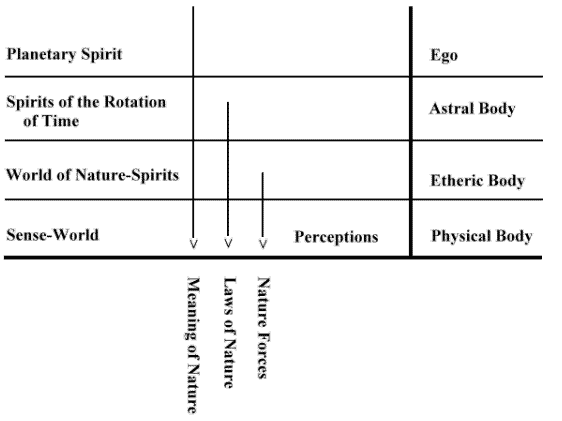 Planetary Spirit
Ego
Spirits of the Rotation
of Time
Astral Body
World of Nature-Spirits
Etheric Body
Sense-World
Perceptions
Physical Body
Meaning of Nature
Laws of Nature
Nature Forces